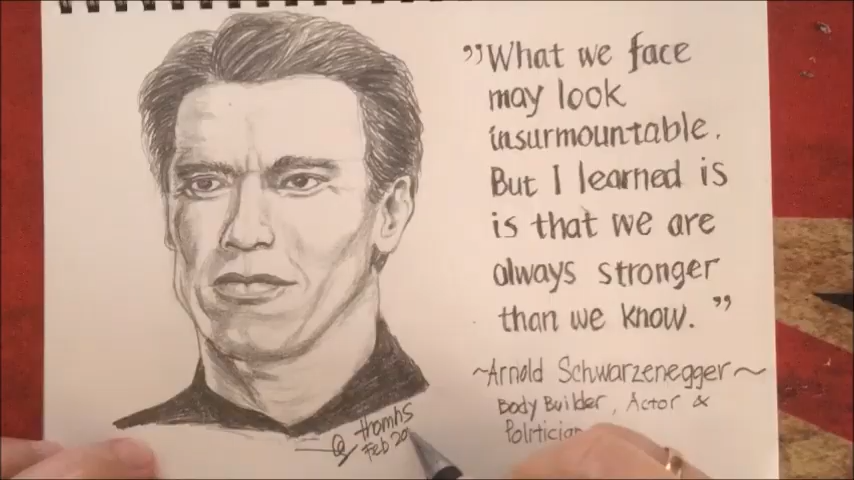 ”What we face
may look
insurmountable.
But I learned is
is that we are
always stronger
than we know.”
~Arnold Schwarzenegger~
Body Builder, Actor &
Politician
Feb 20